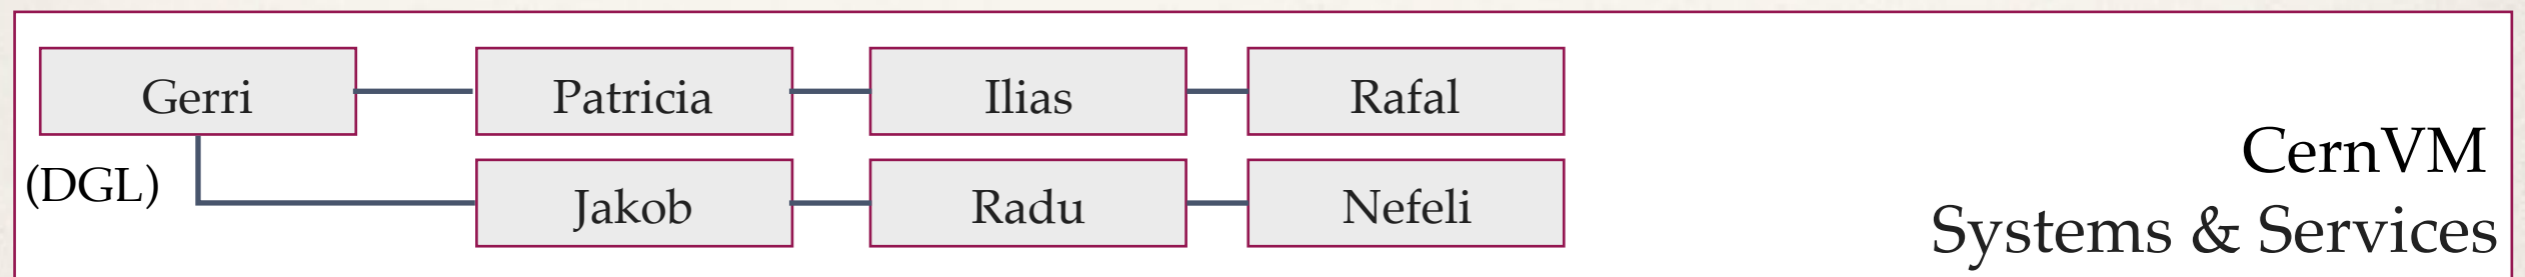 Gerri
Patricia
Ilias
Rafal
(DGL)
Jakob
Radu
Nefeli
CernVM
Systems & Services